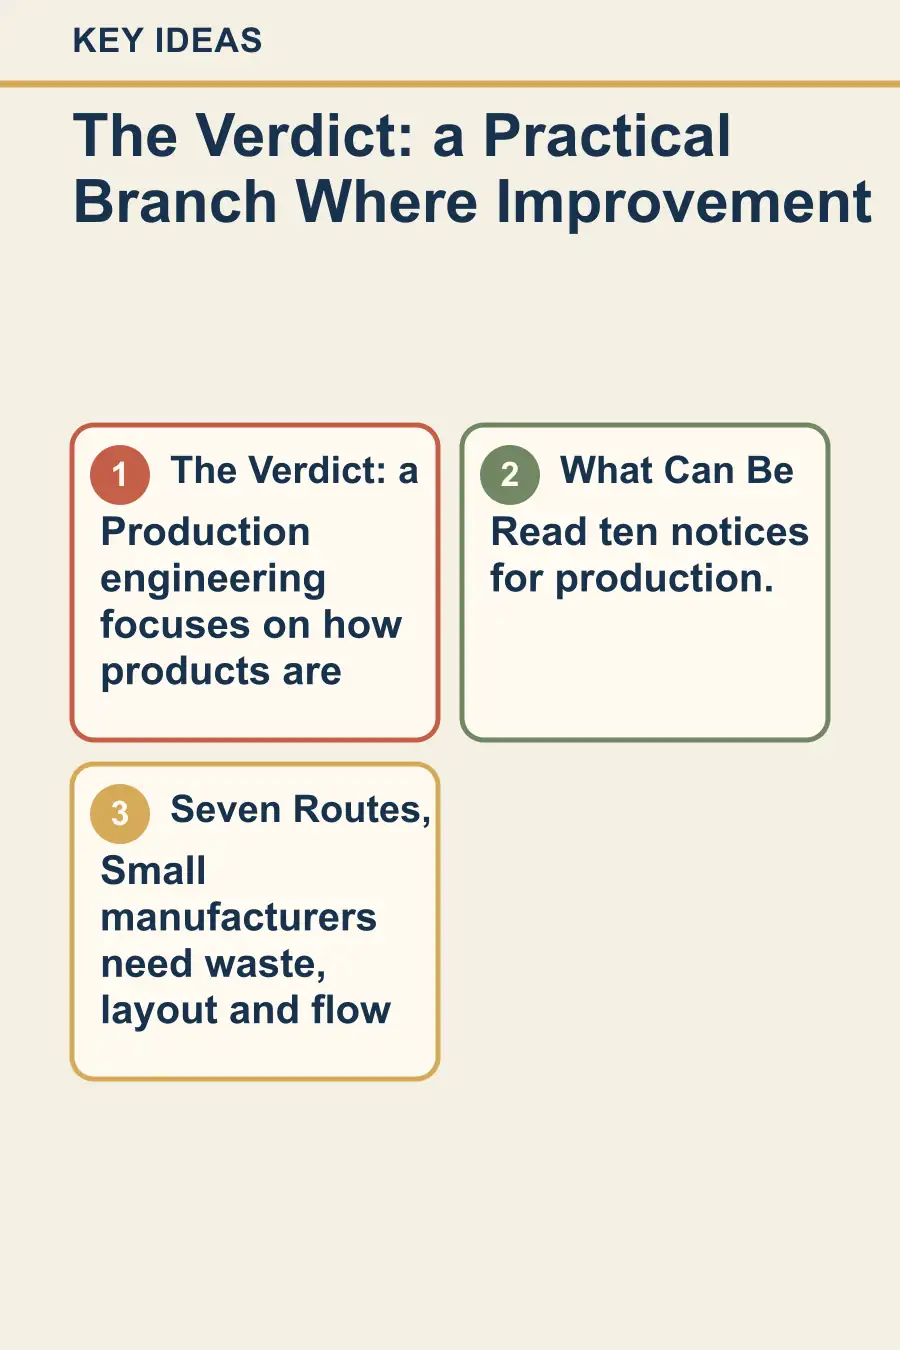 KEY IDEAS
The Verdict: a Practical
Branch Where Improvement
1 The Verdict: a
Production
engineering
focuses on how
products are
2 What Can Be
Read ten notices
for production.
3 Seven Routes,
Small
manufacturers
need waste,
layout and flow